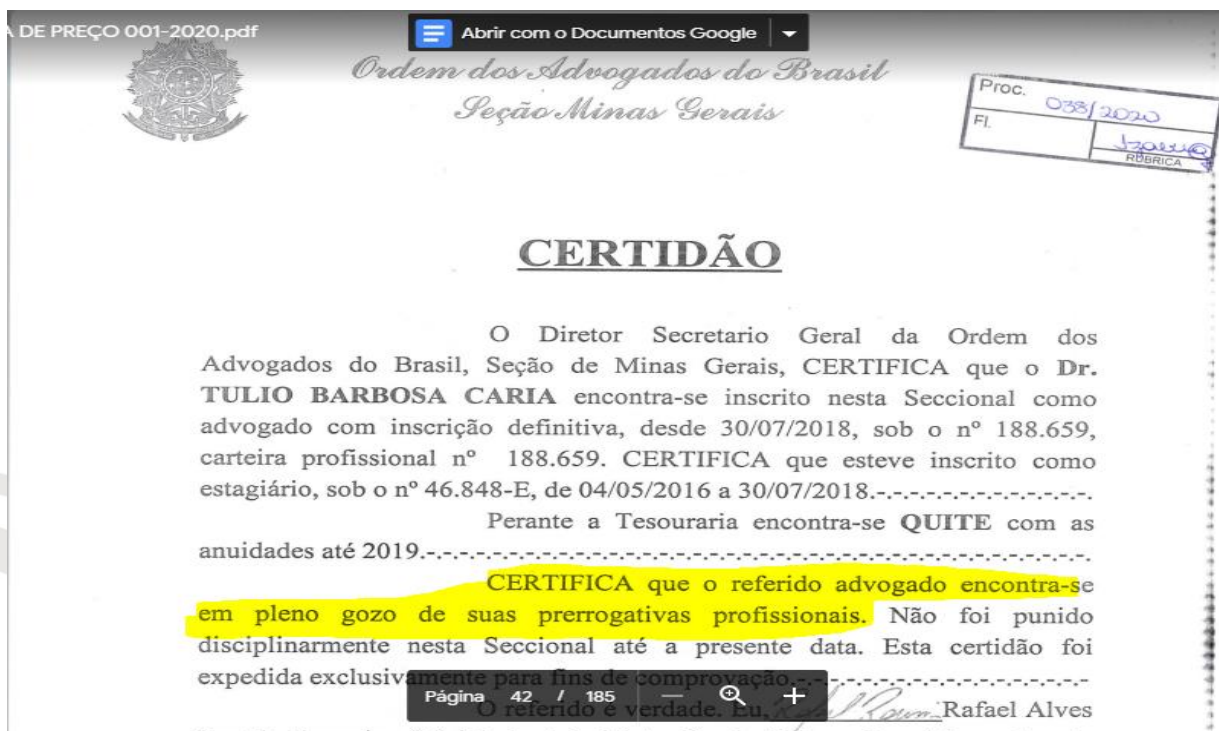 A DE PREÇO 001-2020.pdf
Abrir com o Documentos Google
Ordem dos Advogados do Brasil
Seção Minas Gerais
Proc. 038/2020
Fl.
RUBRICA
CERTIDÃO
O Diretor Secretario Geral da Ordem dos
Advogados do Brasil, Seção de Minas Gerais, CERTIFICA que o Dr.
TULIO BARBOSA CARIA encontra-se inscrito nesta Seccional como
advogado com inscrição definitiva, desde 30/07/2018, sob o nº 188.659,
carteira profissional nº 188.659. CERTIFICA que esteve inscrito como
estagiário, sob o nº 46.848-E, de 04/05/2016 a 30/07/2018.-.-.-.-.-.-.-.-.-.-.-.-.-.
Perante a Tesouraria encontra-se QUITE com as
anuidades até 2019.-.-.-.-.-.-.-.-.-.-.-.-.-.-.-.-.-.-.-.-.-.-.-.-.-.-.-.-.-.-.-.-.-.-.-.-.
CERTIFICA que o referido advogado encontra-se
em pleno gozo de suas prerrogativas profissionais. Não foi punido
disciplinarmente nesta Seccional até a presente data. Esta certidão foi
expedida exclusivamente para fins de comprovação.-.-.-.-.-.-.-.-.-.-.-.-.-.-.-.-
O referido é verdade. Eu, Rafael Alves
Página 42 / 185